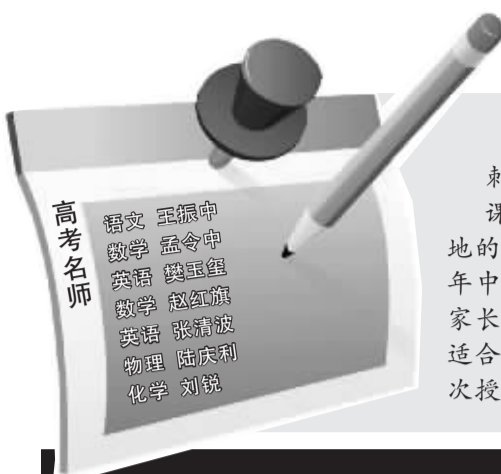 高考名师
语文 王振中
数学 孟令中
英语 樊玉玺
数学 赵红旗
英语 张清波
物理 陆庆利
化学 刘锐
刺
课
地的
年中
家长
适合
次授